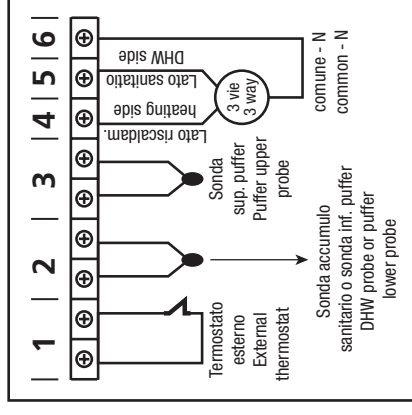 1 2 3 4 5 6
Termostato
esterno
External
thermostat
Sonda accumulo
sanitario o sonda inf. puffer
DHW probe or puffer
lower probe
Sonda
sup. puffer
Puffer upper
probe
Lato riscaldam.
heating side
Lato sanitatio
DHW side
3 vie
3 way
comune - N
common - N